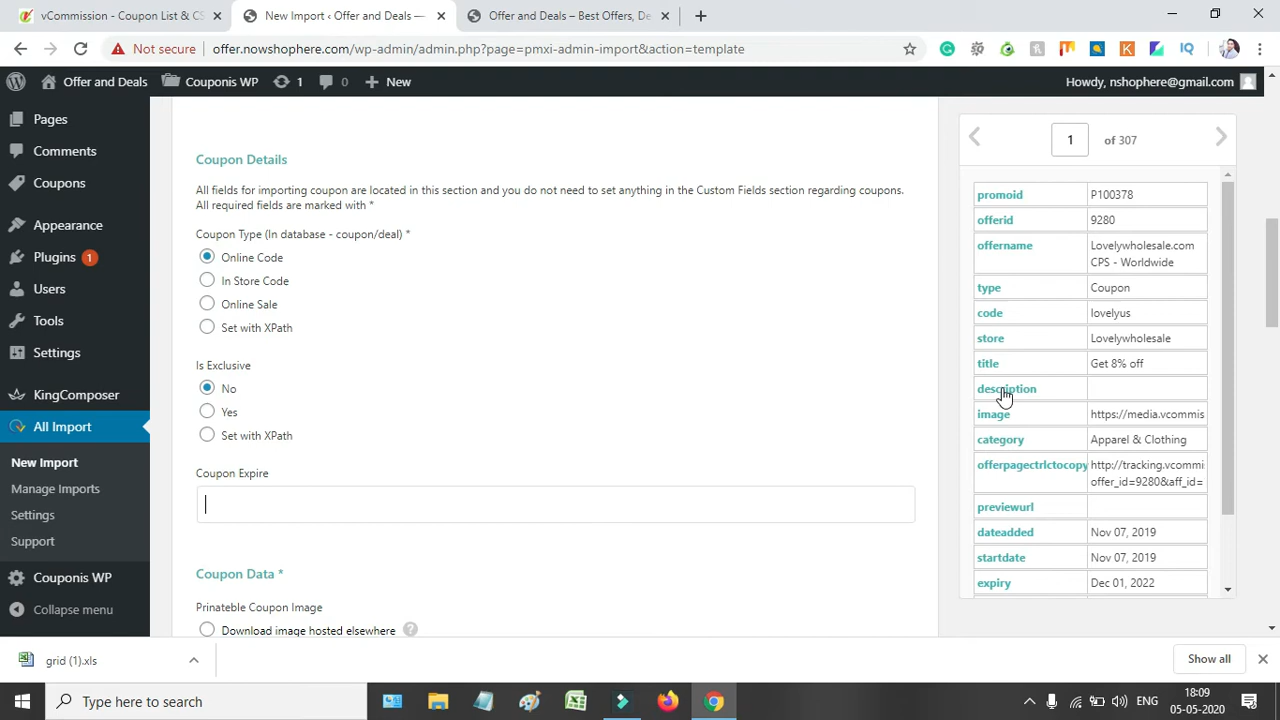 vCommission - Coupon List & CS
New Import ‹ Offer and Deals —
Offer and Deals – Best Offers, De
Not secure
offer.nowshophere.com/wp-admin/admin.php?page=pmxi-admin-import&action=template
Offer and Deals
Couponis WP
1
0
New
Howdy, nshophere@gmail.com
Pages
Comments
Coupons
Appearance
Plugins 1
Users
Tools
Settings
KingComposer
All Import
New Import
Manage Imports
Settings
Support
Couponis WP
Collapse menu
Coupon Details
All fields for importing coupon are located in this section and you do not need to set anything in the Custom Fields section regarding coupons.
All required fields are marked with *
Coupon Type (In database - coupon/deal) *
Online Code
In Store Code
Online Sale
Set with XPath
Is Exclusive
No
Yes
Set with XPath
Coupon Expire
Coupon Data *
Prinateble Coupon Image
Download image hosted elsewhere ?
1 of 307
promoid P100378
offerid 9280
offername Lovelywholesale.com
CPS - Worldwide
type Coupon
code lovelyus
store Lovelywholesale
title Get 8% off
description
image https://media.vcommis
category Apparel & Clothing
offerpagectrlctocopy http://tracking.vcommi
offer_id=9280&aff_id=
previewurl
dateadded Nov 07, 2019
startdate Nov 07, 2019
expiry Dec 01, 2022
grid (1).xls
Show all
Type here to search
ENG
18:09
05-05-2020